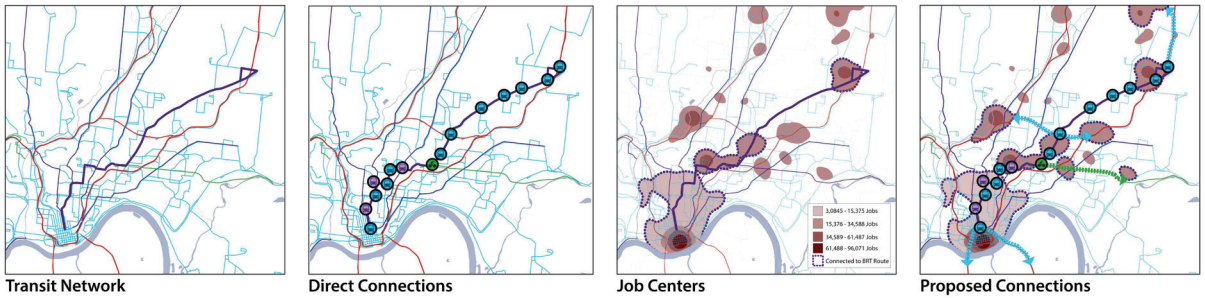 3,0845 - 15,375 Jobs
15,376 - 34,588 Jobs
34,589 - 61,487 Jobs
61,488 - 96,071 Jobs
Connected to BRT Route
Transit Network
Direct Connections
Job Centers
Proposed Connections